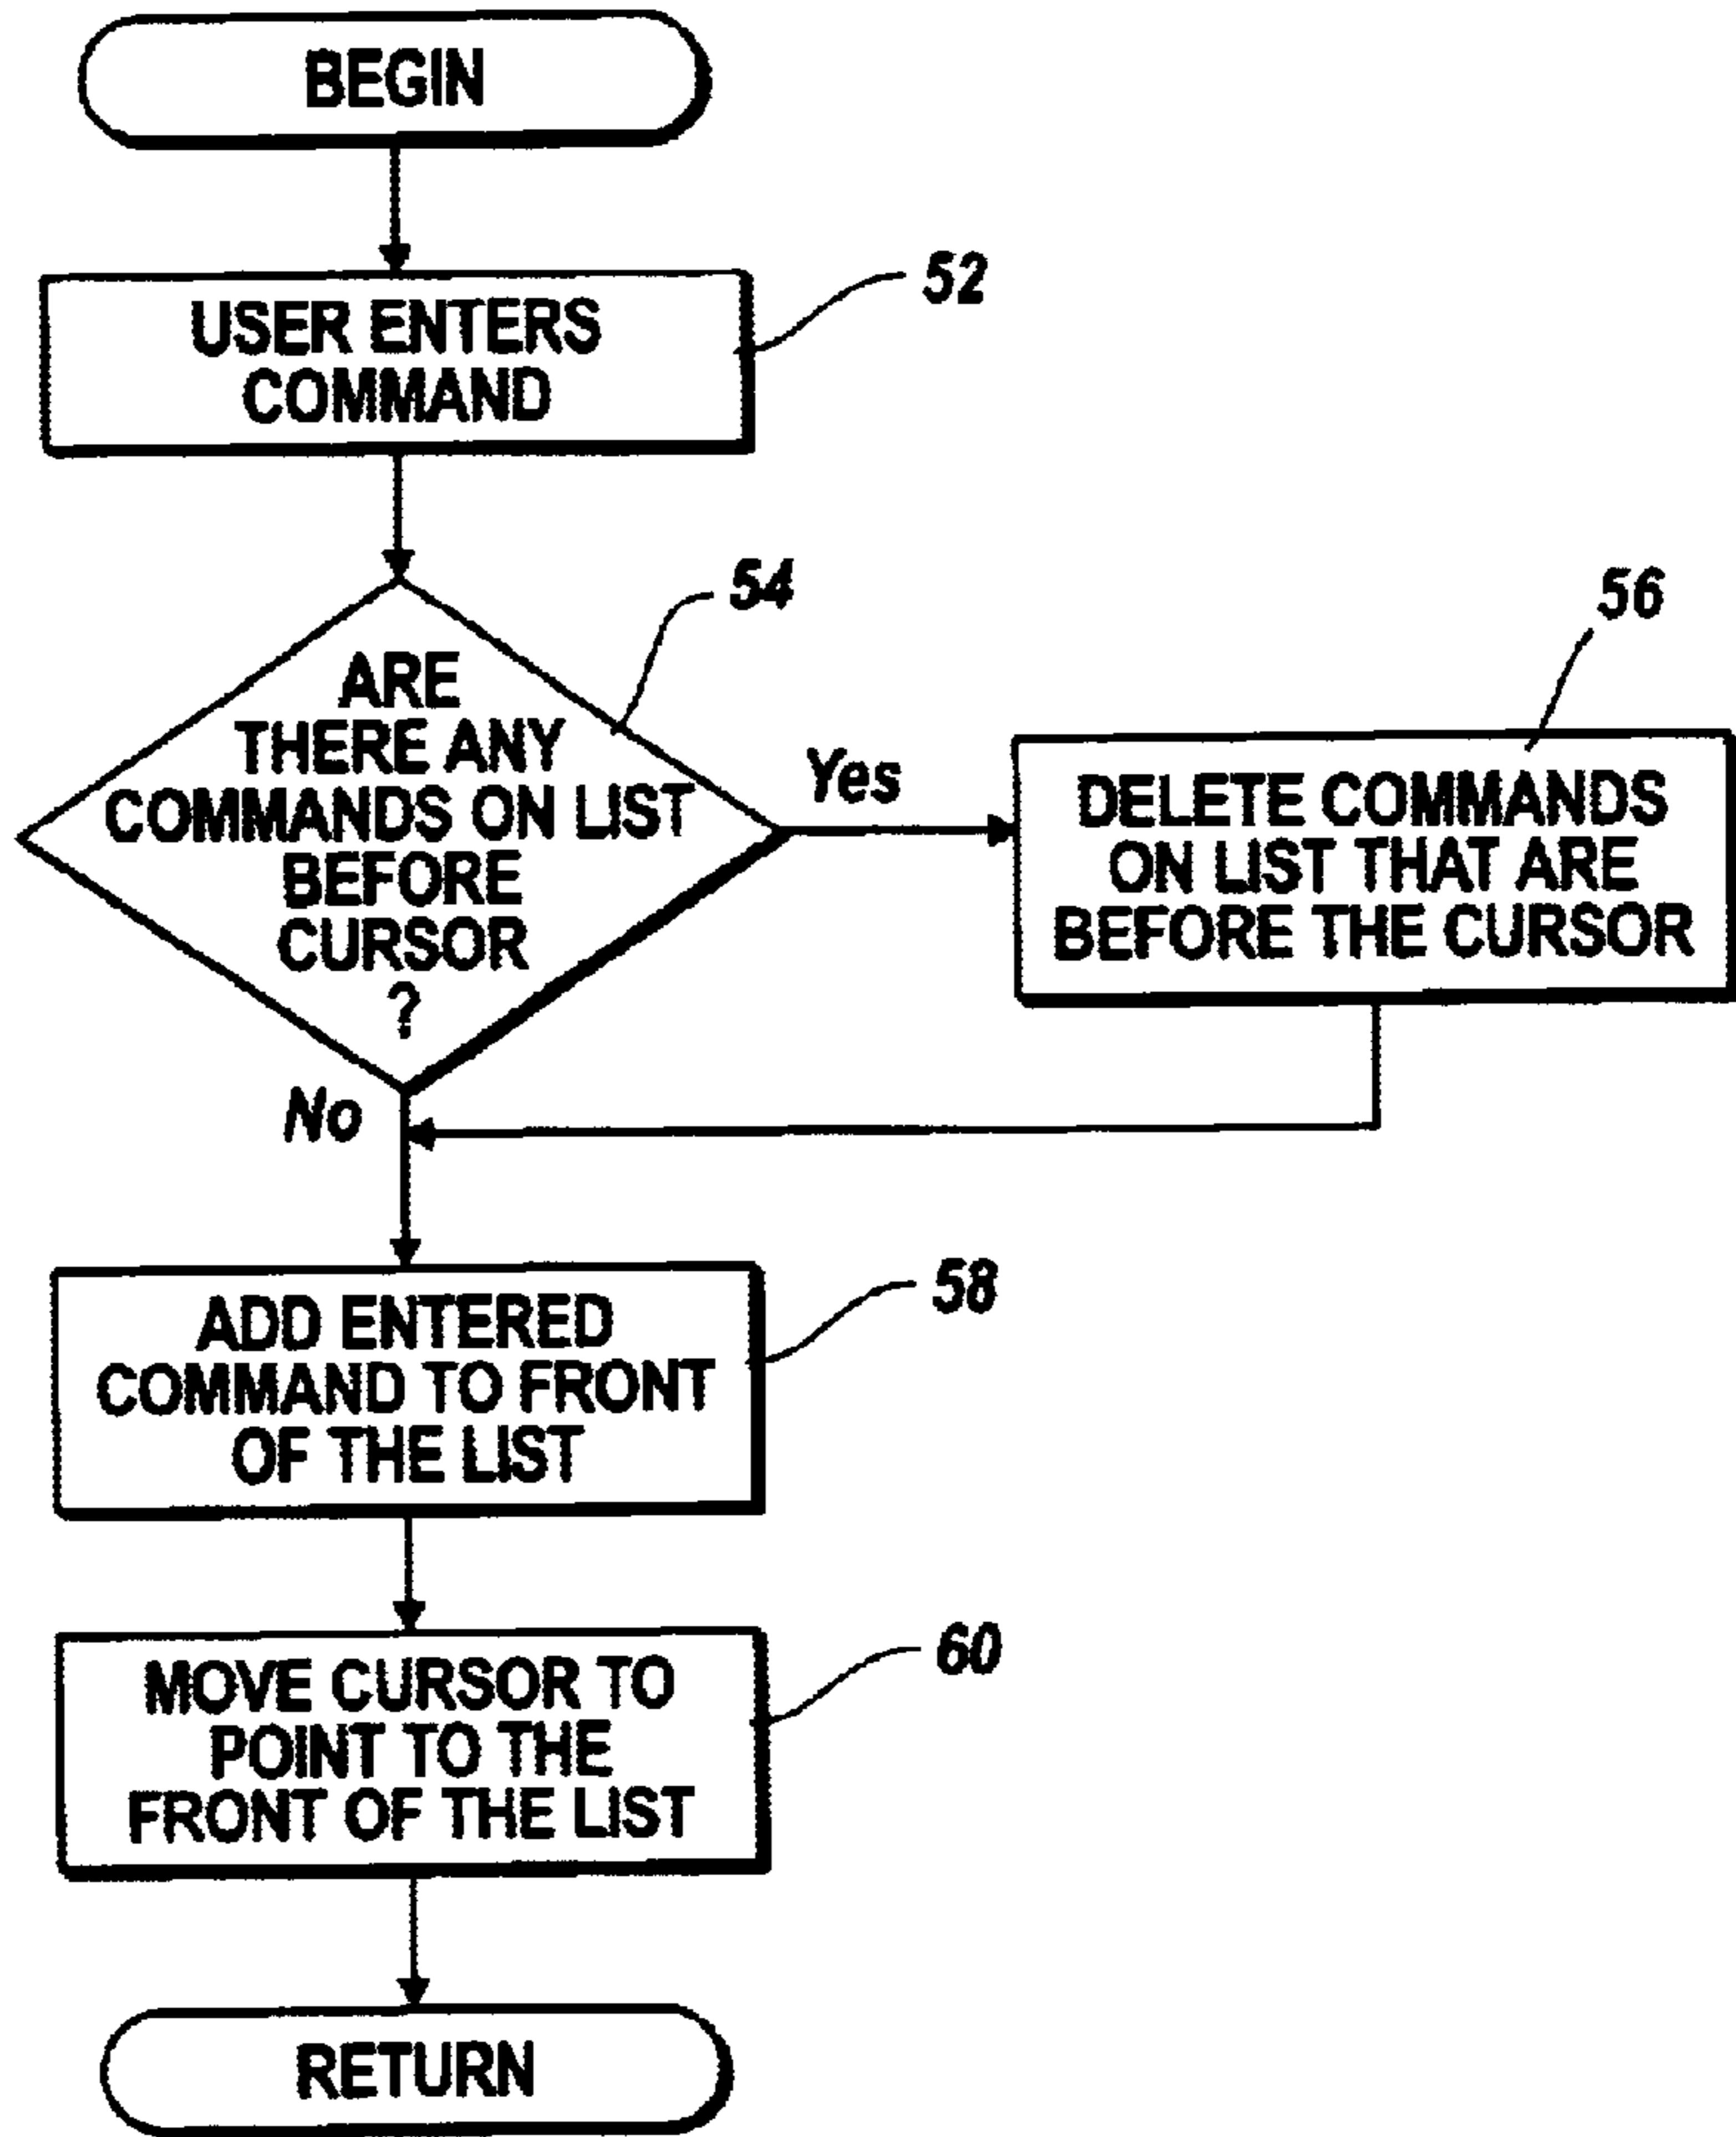 BEGIN
USER ENTERS
COMMAND
52
ARE
THERE ANY
COMMANDS ON LIST
BEFORE
CURSOR
?
54
Yes
No
DELETE COMMANDS
ON LIST THAT ARE
BEFORE THE CURSOR
56
ADD ENTERED
COMMAND TO FRONT
OF THE LIST
58
MOVE CURSOR TO
POINT TO THE
FRONT OF THE LIST
60
RETURN